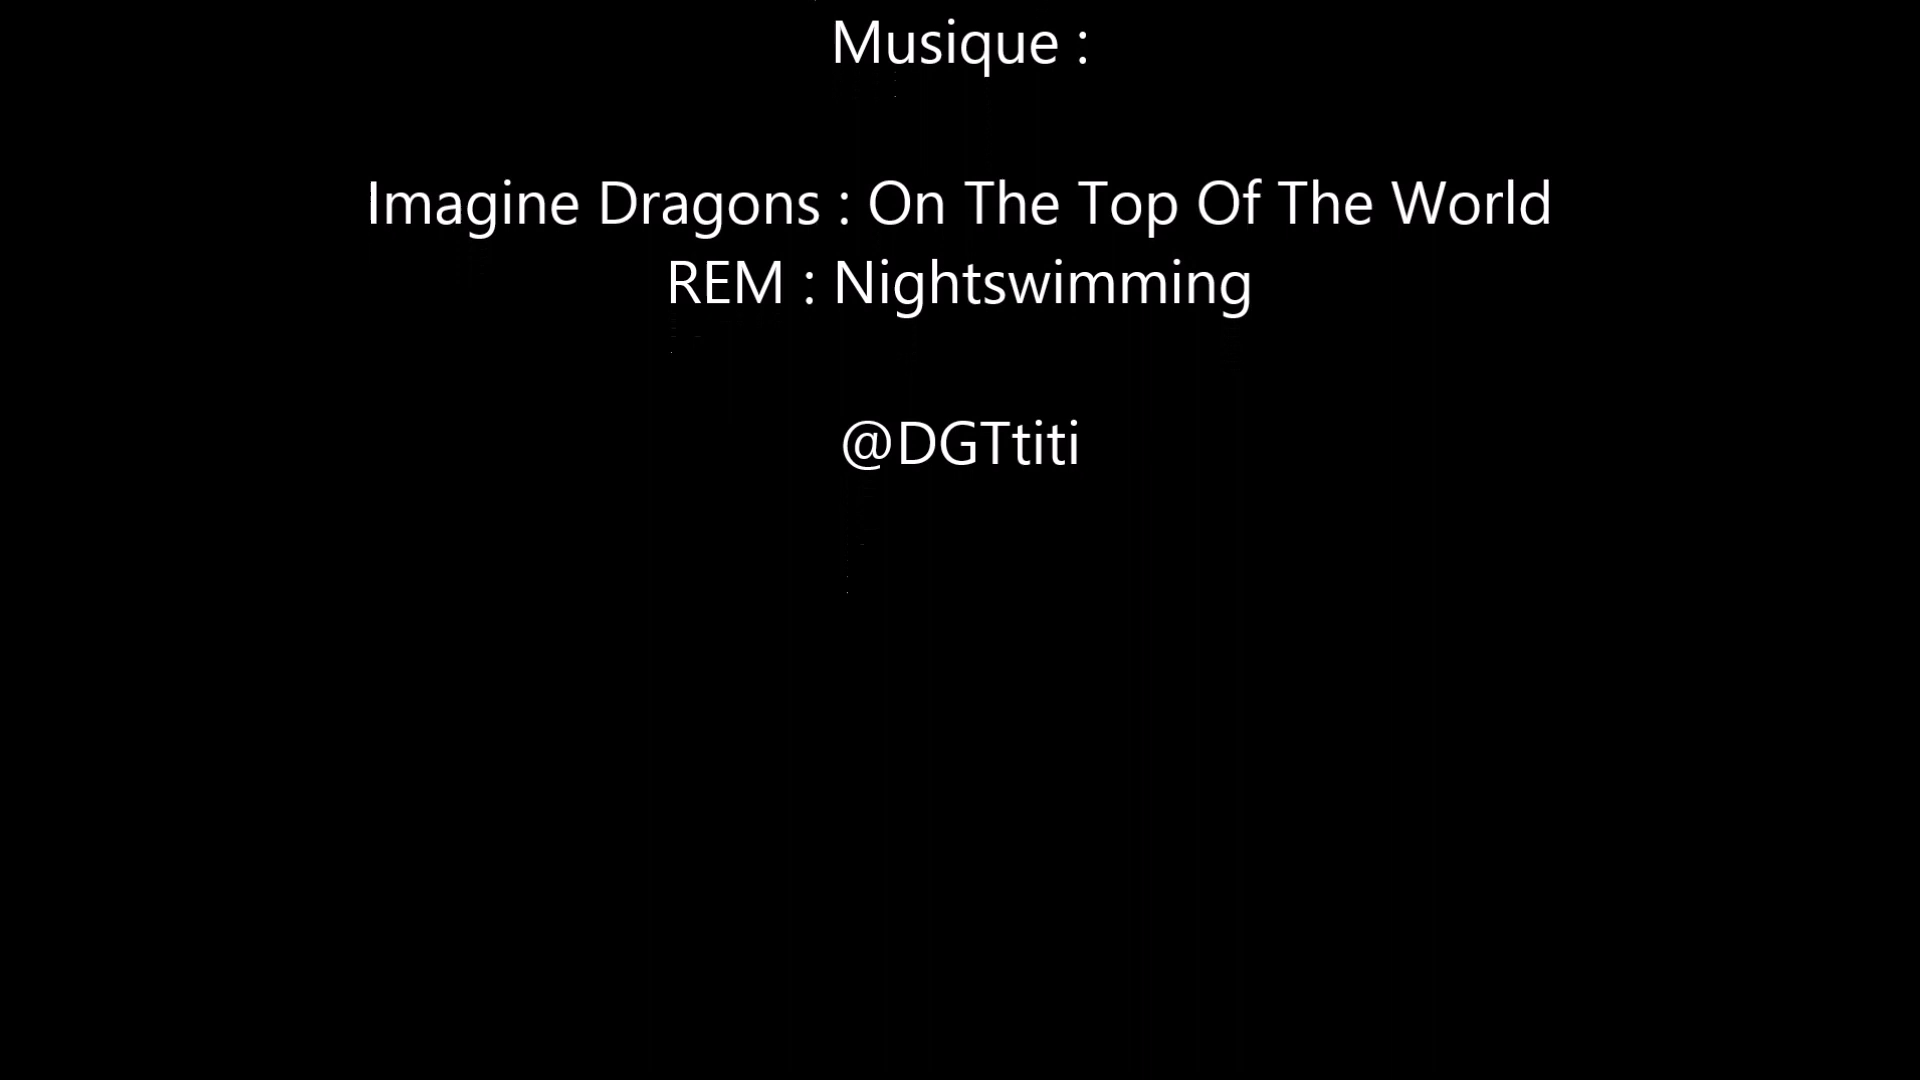 Musique :
Imagine Dragons : On The Top Of The World
REM : Nightswimming
@DGTtiti